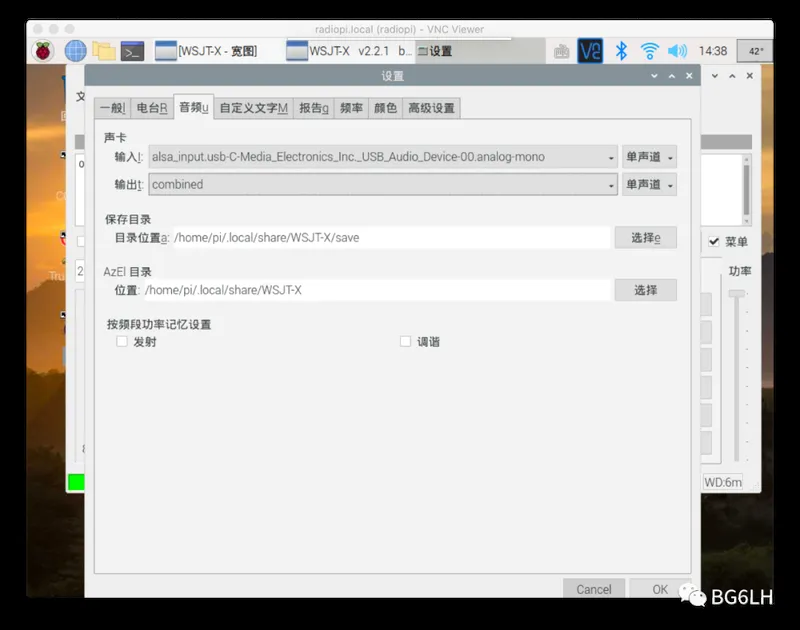 radiopi.local (radiopi) - VNC Viewer
[WSJT-X - 宽图] WSJT-X v2.2.1 b... 设置 14:38 42°
设置
一般I 电台R 音频u 自定义文字M 报告g 频率 颜色 高级设置
声卡
输入I: alsa_input.usb-C-Media_Electronics_Inc._USB_Audio_Device-00.analog-mono 单声道
输出t: combined 单声道
保存目录
目录位置a: /home/pi/.local/share/WSJT-X/save 选择e
菜单
AzEl 目录
功率
位置: /home/pi/.local/share/WSJT-X 选择
按频段功率记忆设置
发射 调谐
WD:6m
Cancel OK
BG6LH